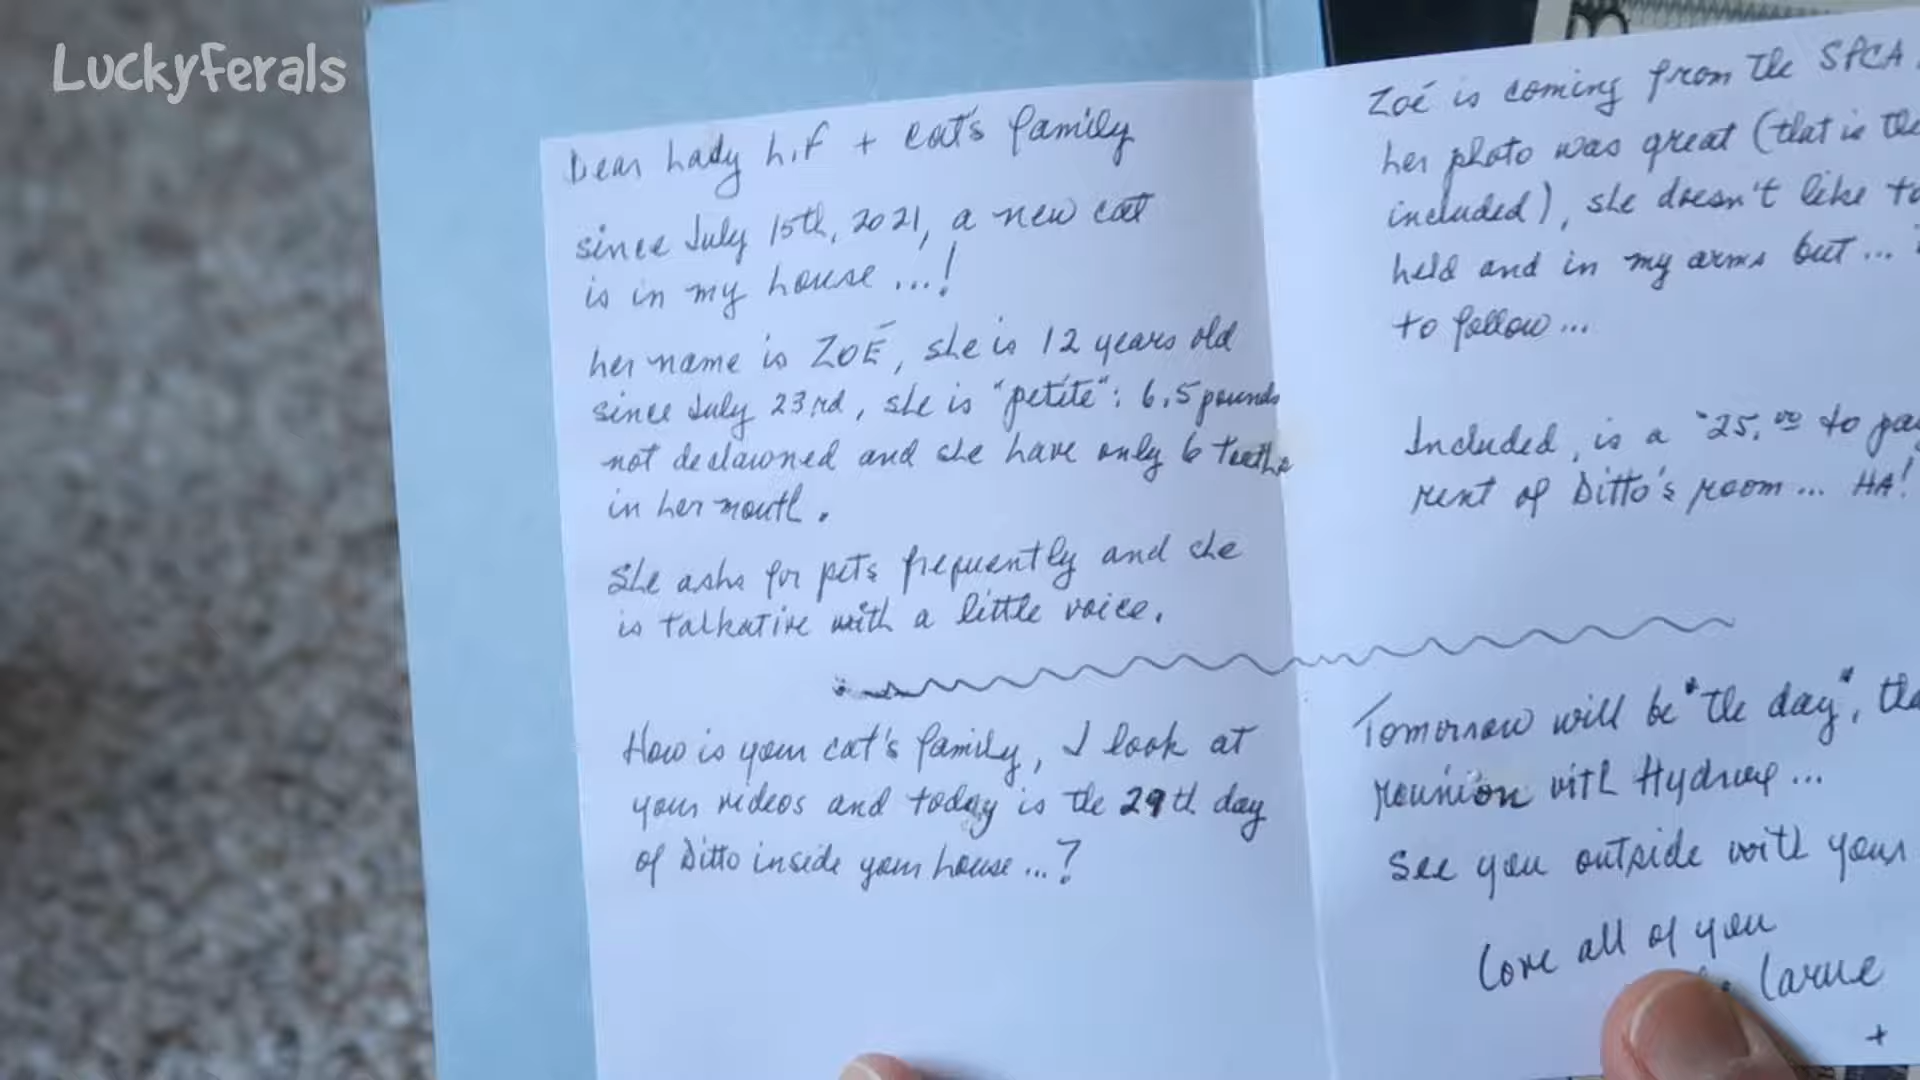 LuckyFerals
Dear Lady L.F + cat's family
since July 15th, 2021, a new cat
is in my house ...!
her name is ZOÉ, she is 12 years old
since July 23rd, she is "petite": 6.5 pounds
not declawned and she have only 6 teeths
in her mouth.
She asks for pets frequently and she
is talkative with a little voice.
How is your cat's family, I look at
your videos and today is the 29th day
of Ditto inside your house ...?
Zoé is coming from the SPCA
her photo was great (that is the
included), she doesn't like to
held and in my arms but ...
to follow ...
Included, is a 25.00 to pay
rent of Ditto's room ... HA!
Tomorrow will be "the day", the
reunion with Hydroup...
see you outside with your
Love all of you
Carue
+